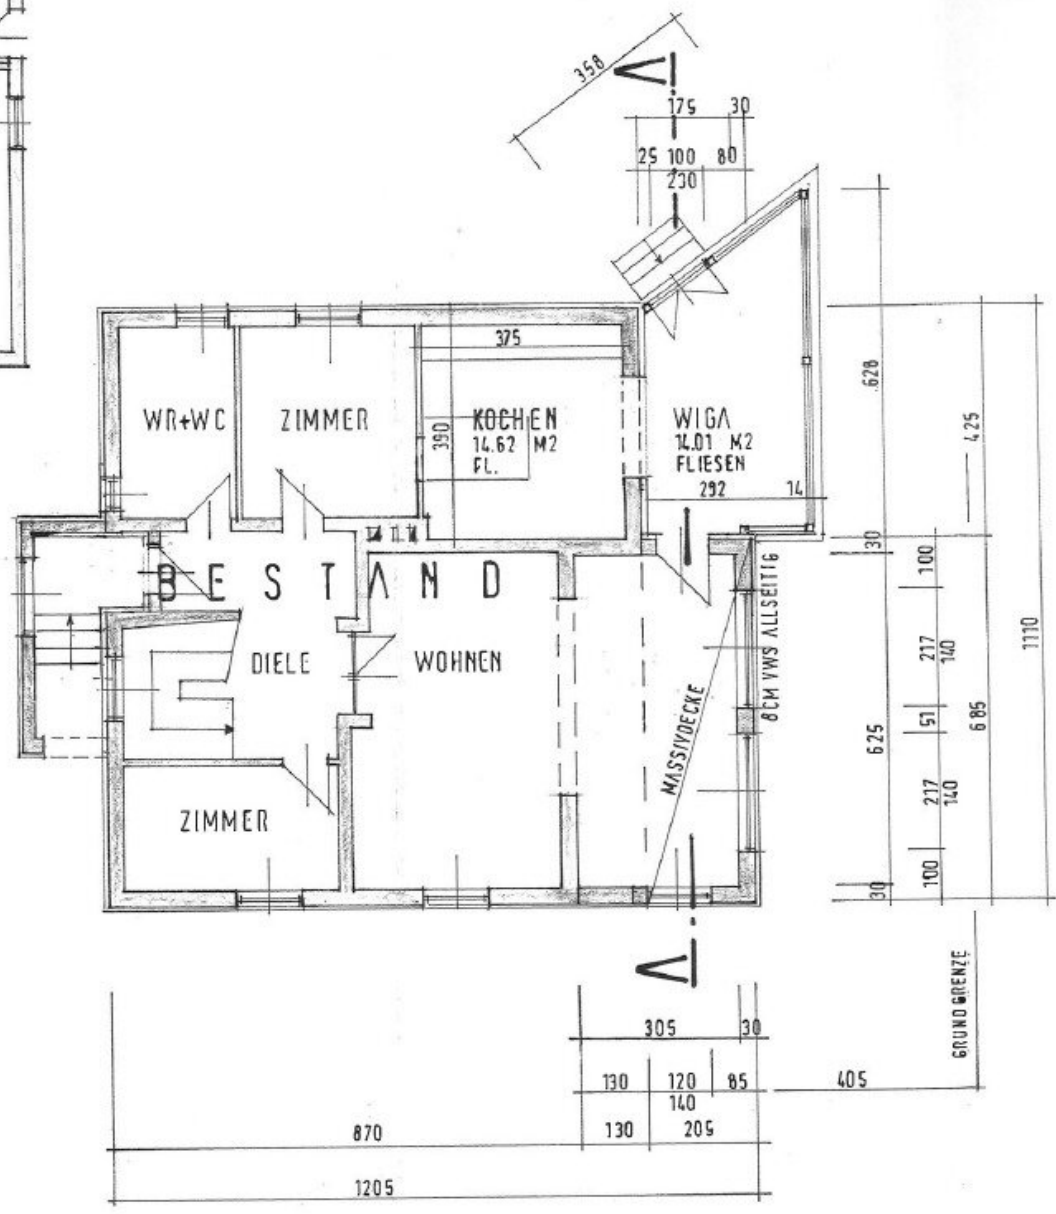 358
175 30
25 100 80
230
375
WR+WC
ZIMMER
KOCHEN
14.62 M2
FL.
390
WIGA
14.01 M2
FLIESEN
292 14
628
425
30
100
BESTAND
8CM VWS ALLSEITIG
217
140
1110
DIELE
WOHNEN
51
685
625
MASSIVDECKE
217
140
ZIMMER
100
30
A
A
GRUNDGRENZE
305 30
130 120 85 405
140
870 130 205
1205